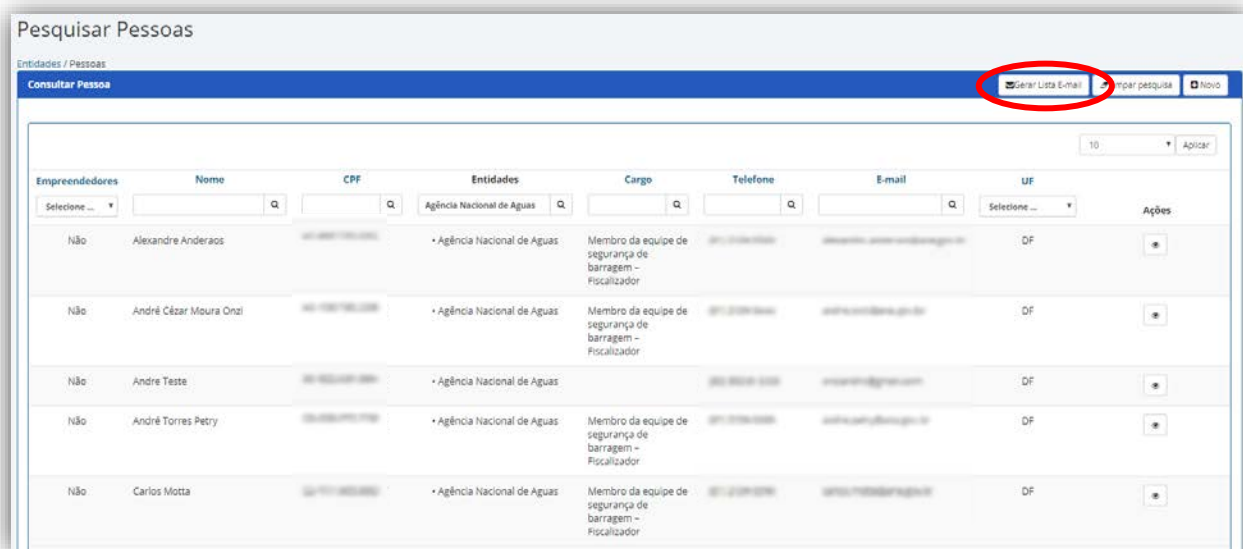 Pesquisar Pessoas
Entidades / Pessoas
Consultar Pessoa Gerar Lista E-mail mpar pesquisa Novo
10 Aplicar
Empreendedores Nome CPF Entidades Cargo Telefone E-mail UF
Selecione ... Agência Nacional de Aguas Selecione ... Ações
Não Alexandre Anderaos • Agência Nacional de Aguas Membro da equipe de DF
segurança de
barragem –
Fiscalizador
Não André Cézar Moura Onzi • Agência Nacional de Aguas Membro da equipe de DF
segurança de
barragem –
Fiscalizador
Não Andre Teste • Agência Nacional de Aguas DF
Não André Torres Petry • Agência Nacional de Aguas Membro da equipe de DF
segurança de
barragem –
Fiscalizador
Não Carlos Motta • Agência Nacional de Aguas Membro da equipe de DF
segurança de
barragem –
Fiscalizador